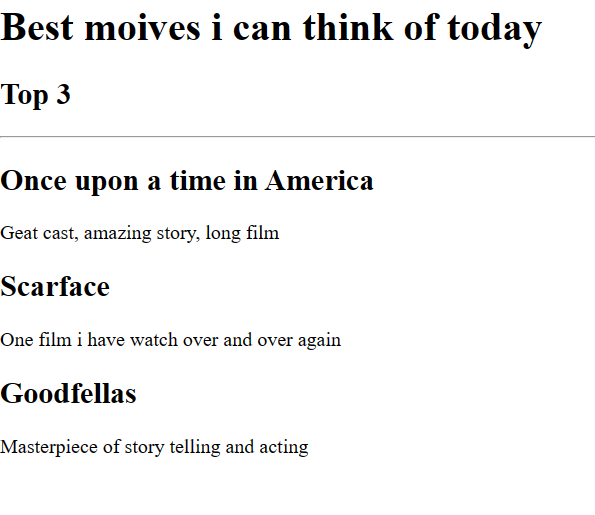 Best moives i can think of today
Top 3
Once upon a time in America
Geat cast, amazing story, long film
Scarface
One film i have watch over and over again
Goodfellas
Masterpiece of story telling and acting